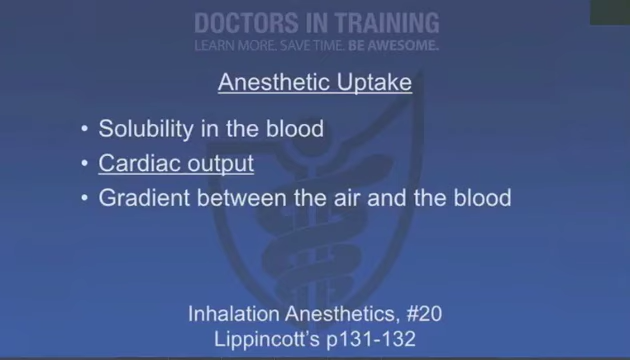 DOCTORS IN TRAINING
LEARN MORE. SAVE TIME. BE AWESOME.
Anesthetic Uptake
• Solubility in the blood
• Cardiac output
• Gradient between the air and the blood
Inhalation Anesthetics, #20
Lippincott's p131-132